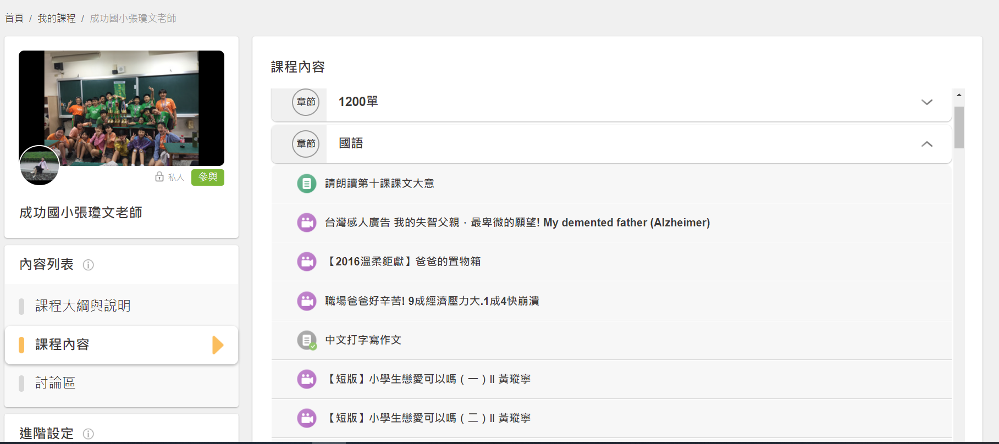 首頁 / 我的課程 / 成功國小張瓊文老師
私人 參與
成功國小張瓊文老師
內容列表
課程大綱與說明
課程內容
討論區
進階設定
課程內容
章節 1200單
章節 國語
請朗讀第十課課文大意
台灣感人廣告 我的失智父親，最卑微的願望! My demented father (Alzheimer)
【2016溫柔鉅獻】爸爸的置物箱
職場爸爸好辛苦! 9成經濟壓力大.1成4快崩潰
中文打字寫作文
【短版】小學生戀愛可以嗎 ( 一 ) II 黃瑽寧
【短版】小學生戀愛可以嗎 ( 二 ) II 黃瑽寧